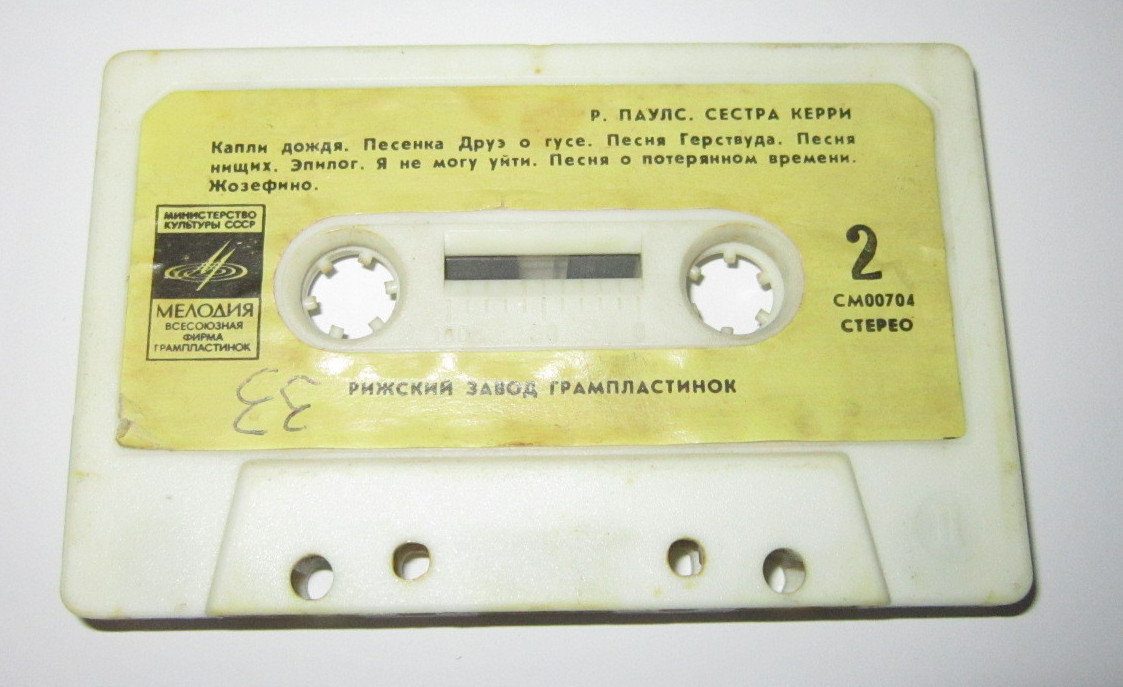 Р. ПАУЛС. СЕСТРА КЕРРИ
Капли дождя. Песенка Друэ о гусе. Песня Герствуда. Песня
нищих. Эпилог. Я не могу уйти. Песня о потерянном времени.
Жозефино.
МИНИСТЕРСТВО
КУЛЬТУРЫ СССР
МЕЛОДИЯ
ВСЕСОЮЗНАЯ
ФИРМА
ГРАМПЛАСТИНОК
2
СМ00704
СТЕРЕО
РИЖСКИЙ ЗАВОД ГРАМПЛАСТИНОК
33